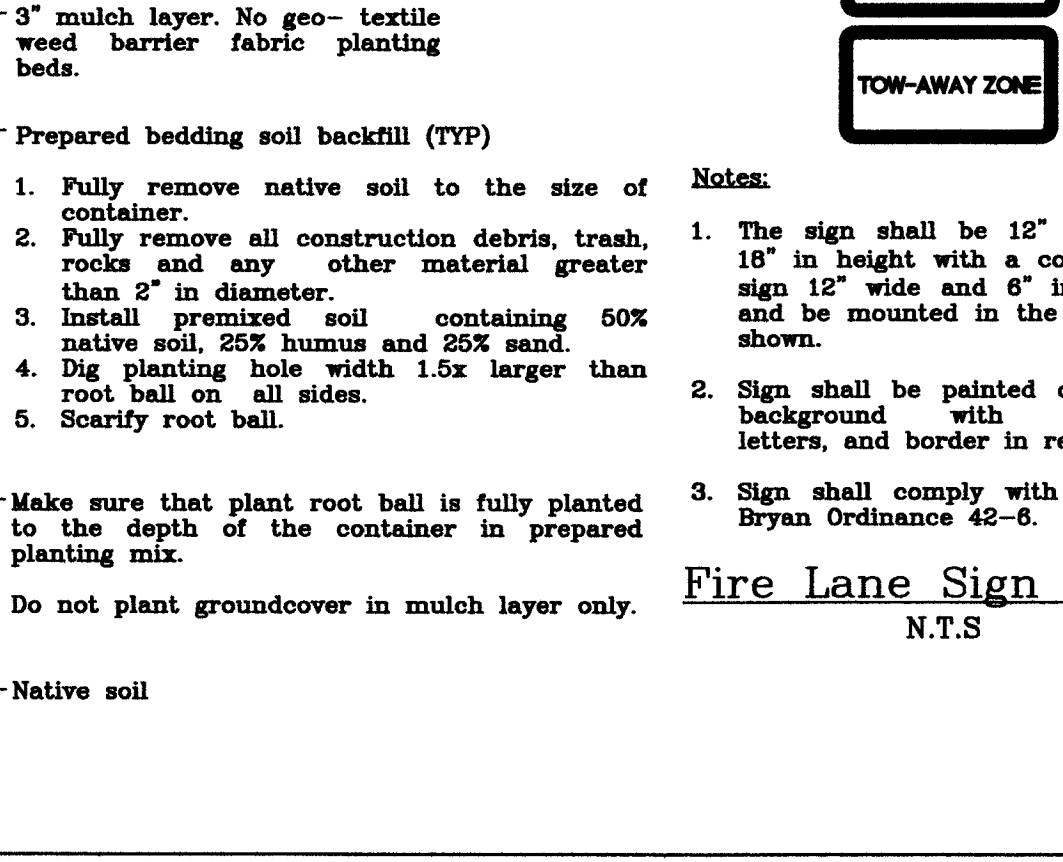 3" mulch layer. No geo- textile
weed barrier fabric planting
beds.
Prepared bedding soil backfill (TYP)
1. Fully remove native soil to the size of
container.
2. Fully remove all construction debris, trash,
rocks and any other material greater
than 2" in diameter.
3. Install premixed soil containing 50%
native soil, 25% humus and 25% sand.
4. Dig planting hole width 1.5x larger than
root ball on all sides.
5. Scarify root ball.
Make sure that plant root ball is fully planted
to the depth of the container in prepared
planting mix.
Do not plant groundcover in mulch layer only.
Native soil
TOW-AWAY ZONE
Notes:
1. The sign shall be 12"
18" in height with a
sign 12" wide and 6"
and be mounted in the
shown.
2. Sign shall be painted
background with
letters, and border in
3. Sign shall comply with
Bryan Ordinance 42-6.
Fire Lane Sign
N.T.S